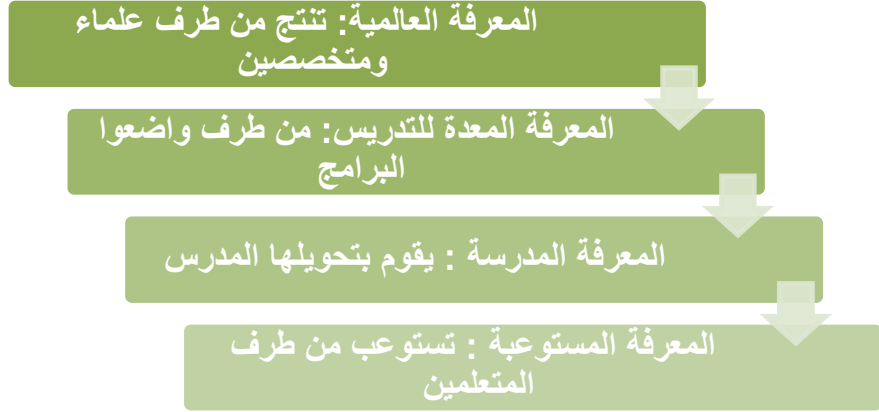 المعرفة العالمية: تنتج من طرف علماء
ومتخصصين
المعرفة المعدة للتدريس: من طرف واضعوا
البرامج
المعرفة المدرسة : يقوم بتحويلها المدرس
المعرفة المستوعبة : تستوعب من طرف
المتعلمين